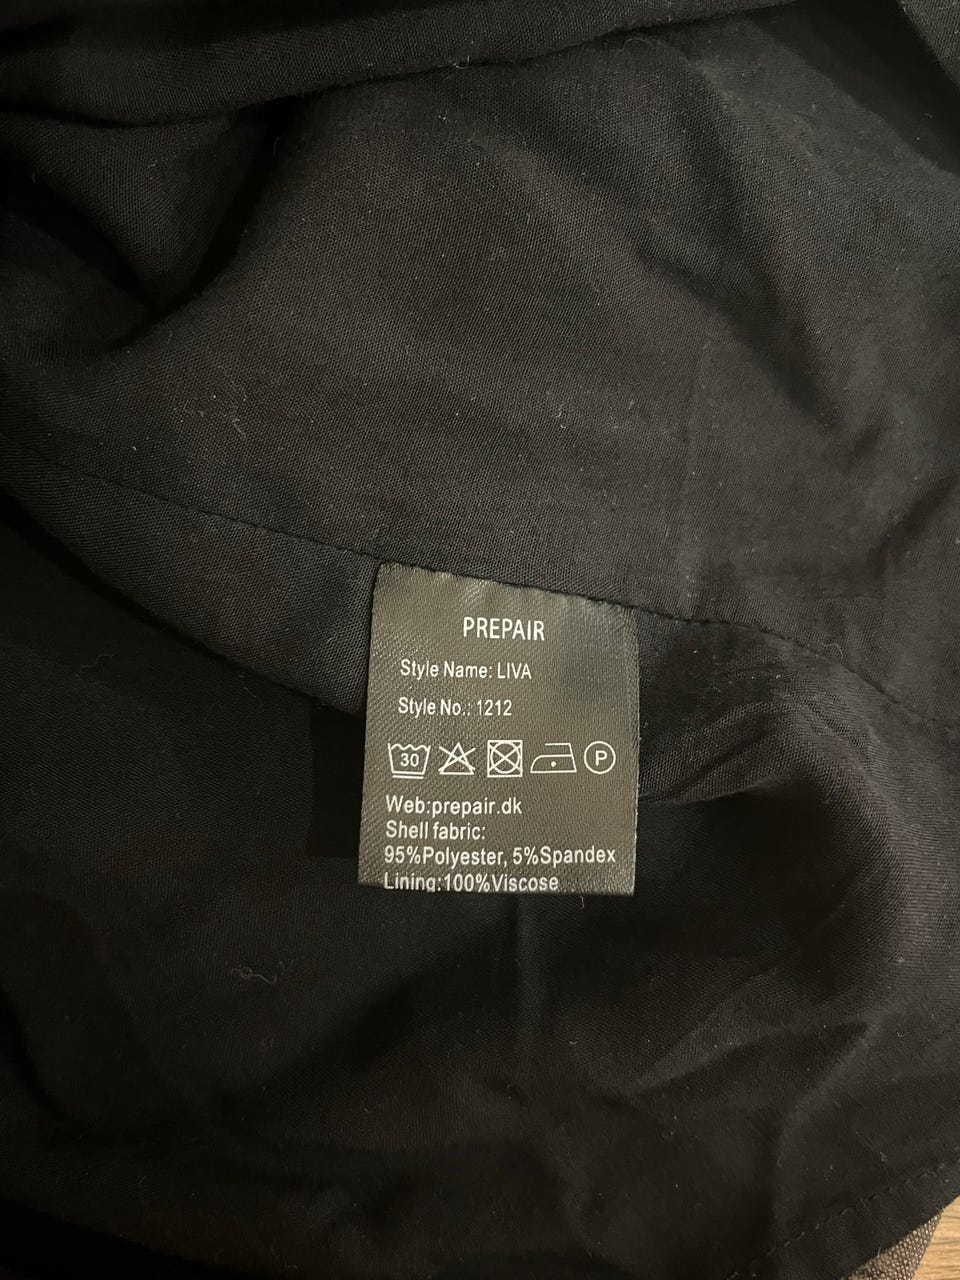 PREPAIR
Style Name: LIVA
Style No.: 1212
30 P
Web:prepair.dk
Shell fabric:
95%Polyester, 5%Spandex
Lining:100%Viscose